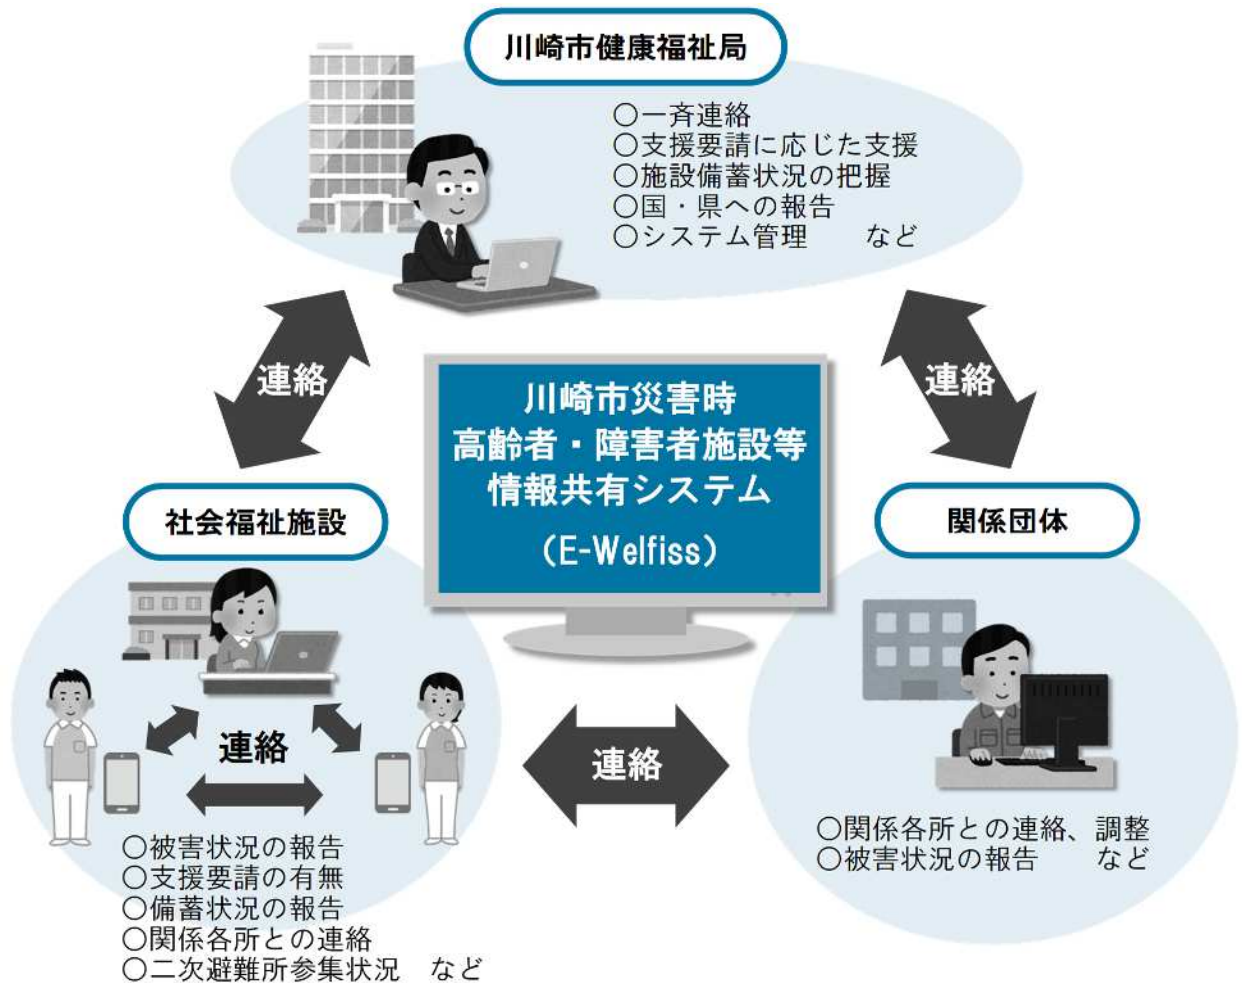 川崎市健康福祉局
○一斉連絡
○支援要請に応じた支援
○施設備蓄状況の把握
○国・県への報告
○システム管理　　など
連絡
連絡
川崎市災害時
高齢者・障害者施設等
情報共有システム
（E-Welfiss）
社会福祉施設
連絡
○被害状況の報告
○支援要請の有無
○備蓄状況の報告
○関係各所との連絡
○二次避難所参集状況　など
連絡
関係団体
○関係各所との連絡、調整
○被害状況の報告　　など